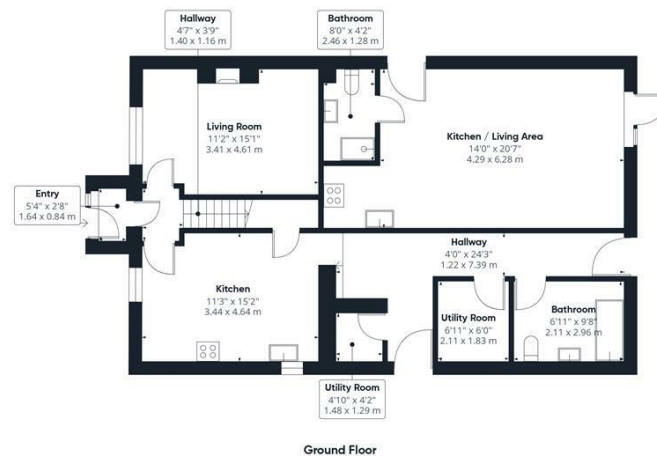 Hallway
4'7" x 3'9"
1.40 x 1.16 m
Bathroom
8'0" x 4'2"
2.46 x 1.28 m
Living Room
11'2" x 15'1"
3.41 x 4.61 m
Kitchen / Living Area
14'0" x 20'7"
4.29 x 6.28 m
Entry
5'4" x 2'8"
1.64 x 0.84 m
Hallway
4'0" x 24'3"
1.22 x 7.39 m
Kitchen
11'3" x 15'2"
3.44 x 4.64 m
Utility Room
6'11" x 6'0"
2.11 x 1.83 m
Bathroom
6'11" x 9'8"
2.11 x 2.96 m
Utility Room
4'10" x 4'2"
1.48 x 1.29 m
Ground Floor